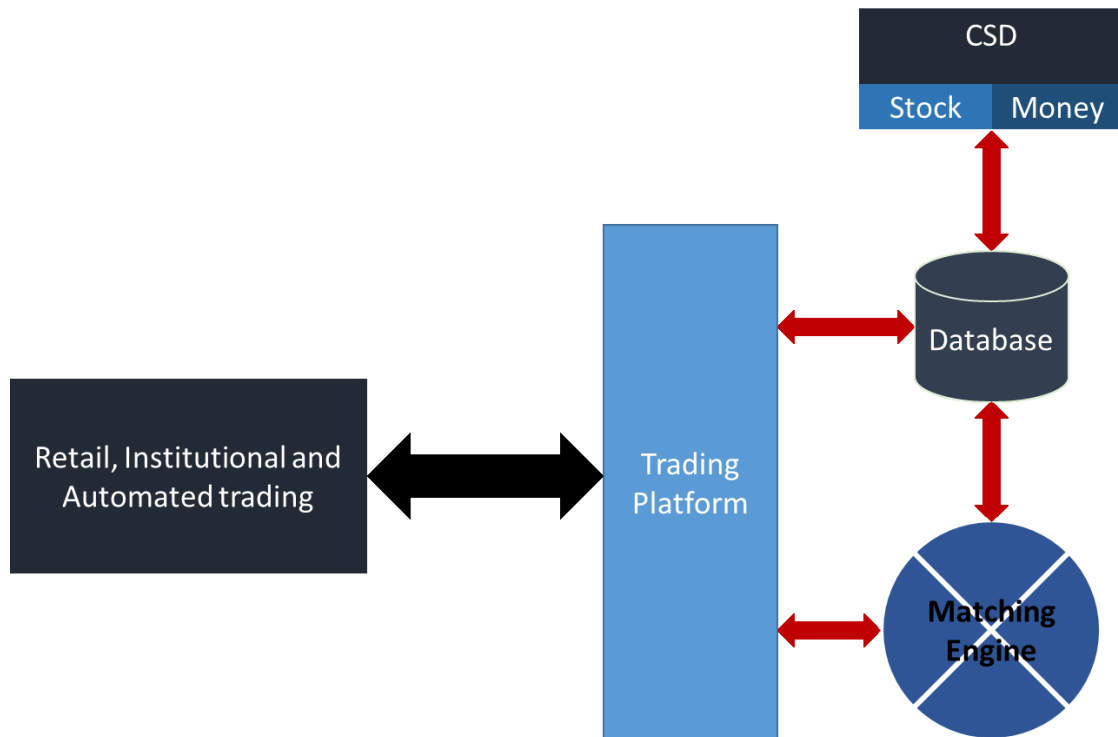 CSD
Stock
Money
Database
Retail, Institutional and
Automated trading
Trading
Platform
Matching
Engine